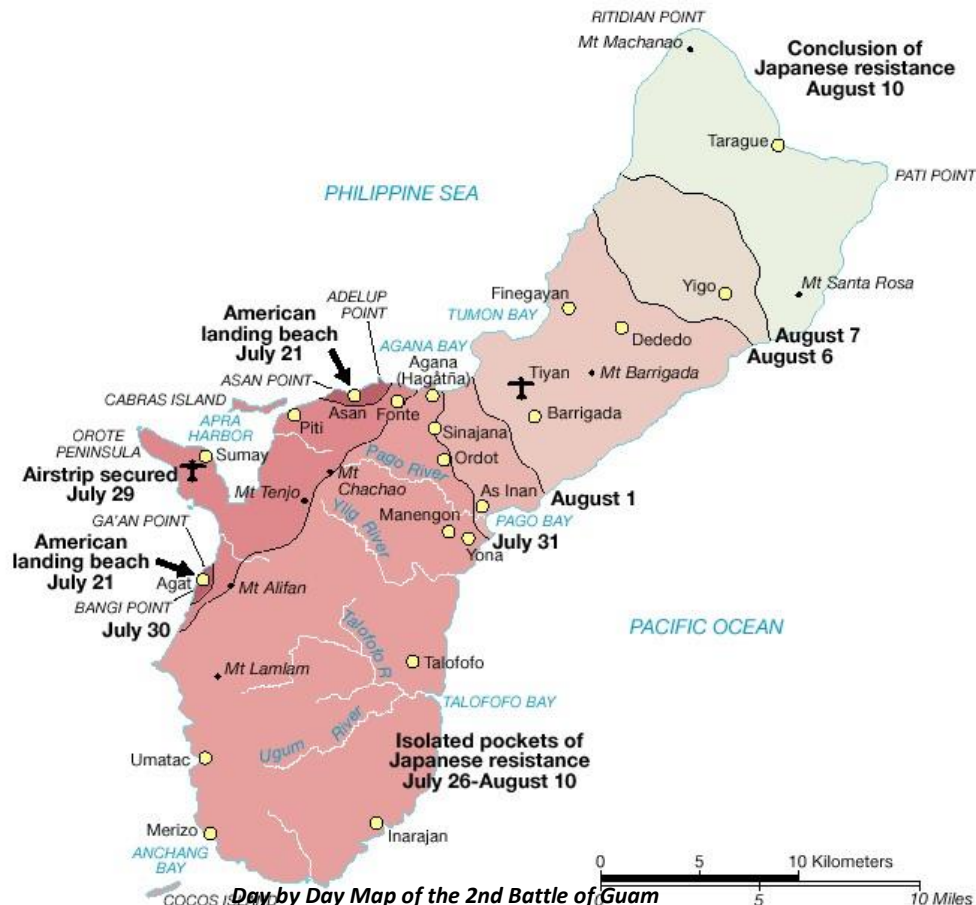 RITIDIAN POINT
Mt Machanao
Conclusion of
Japanese resistance
August 10
Tarague
PATI POINT
PHILIPPINE SEA
Mt Santa Rosa
Yigo
Finegayan
TUMON BAY
Dededo
August 7
August 6
ADELUP
POINT
American
landing beach
July 21
AGANA BAY
Agana
(Hagåtña)
Tiyan
Mt Barrigada
ASAN POINT
CABRAS ISLAND
Asan
Fonte
Barrigada
Piti
APRA
HARBOR
Sinajana
OROTE
PENINSULA
Sumay
Ordot
Pago River
Airstrip secured
July 29
Mt Tenjo
Mt
Chachao
As Inan
August 1
GA'AN POINT
Ylig River
Manengon
PAGO BAY
July 31
Yona
American
landing beach
July 21
Agat
Mt Alifan
BANGI POINT
July 30
PACIFIC OCEAN
Talofofo R
Talofofo
Mt Lamlam
TALOFOFO BAY
Ugum River
Isolated pockets of
Japanese resistance
July 26-August 10
Umatac
Merizo
Inarajan
ANCHANG
BAY
0 5 10 Kilometers
COCOS ISLAND
Day by Day Map of the 2nd Battle of Guam
0 5 10 Miles